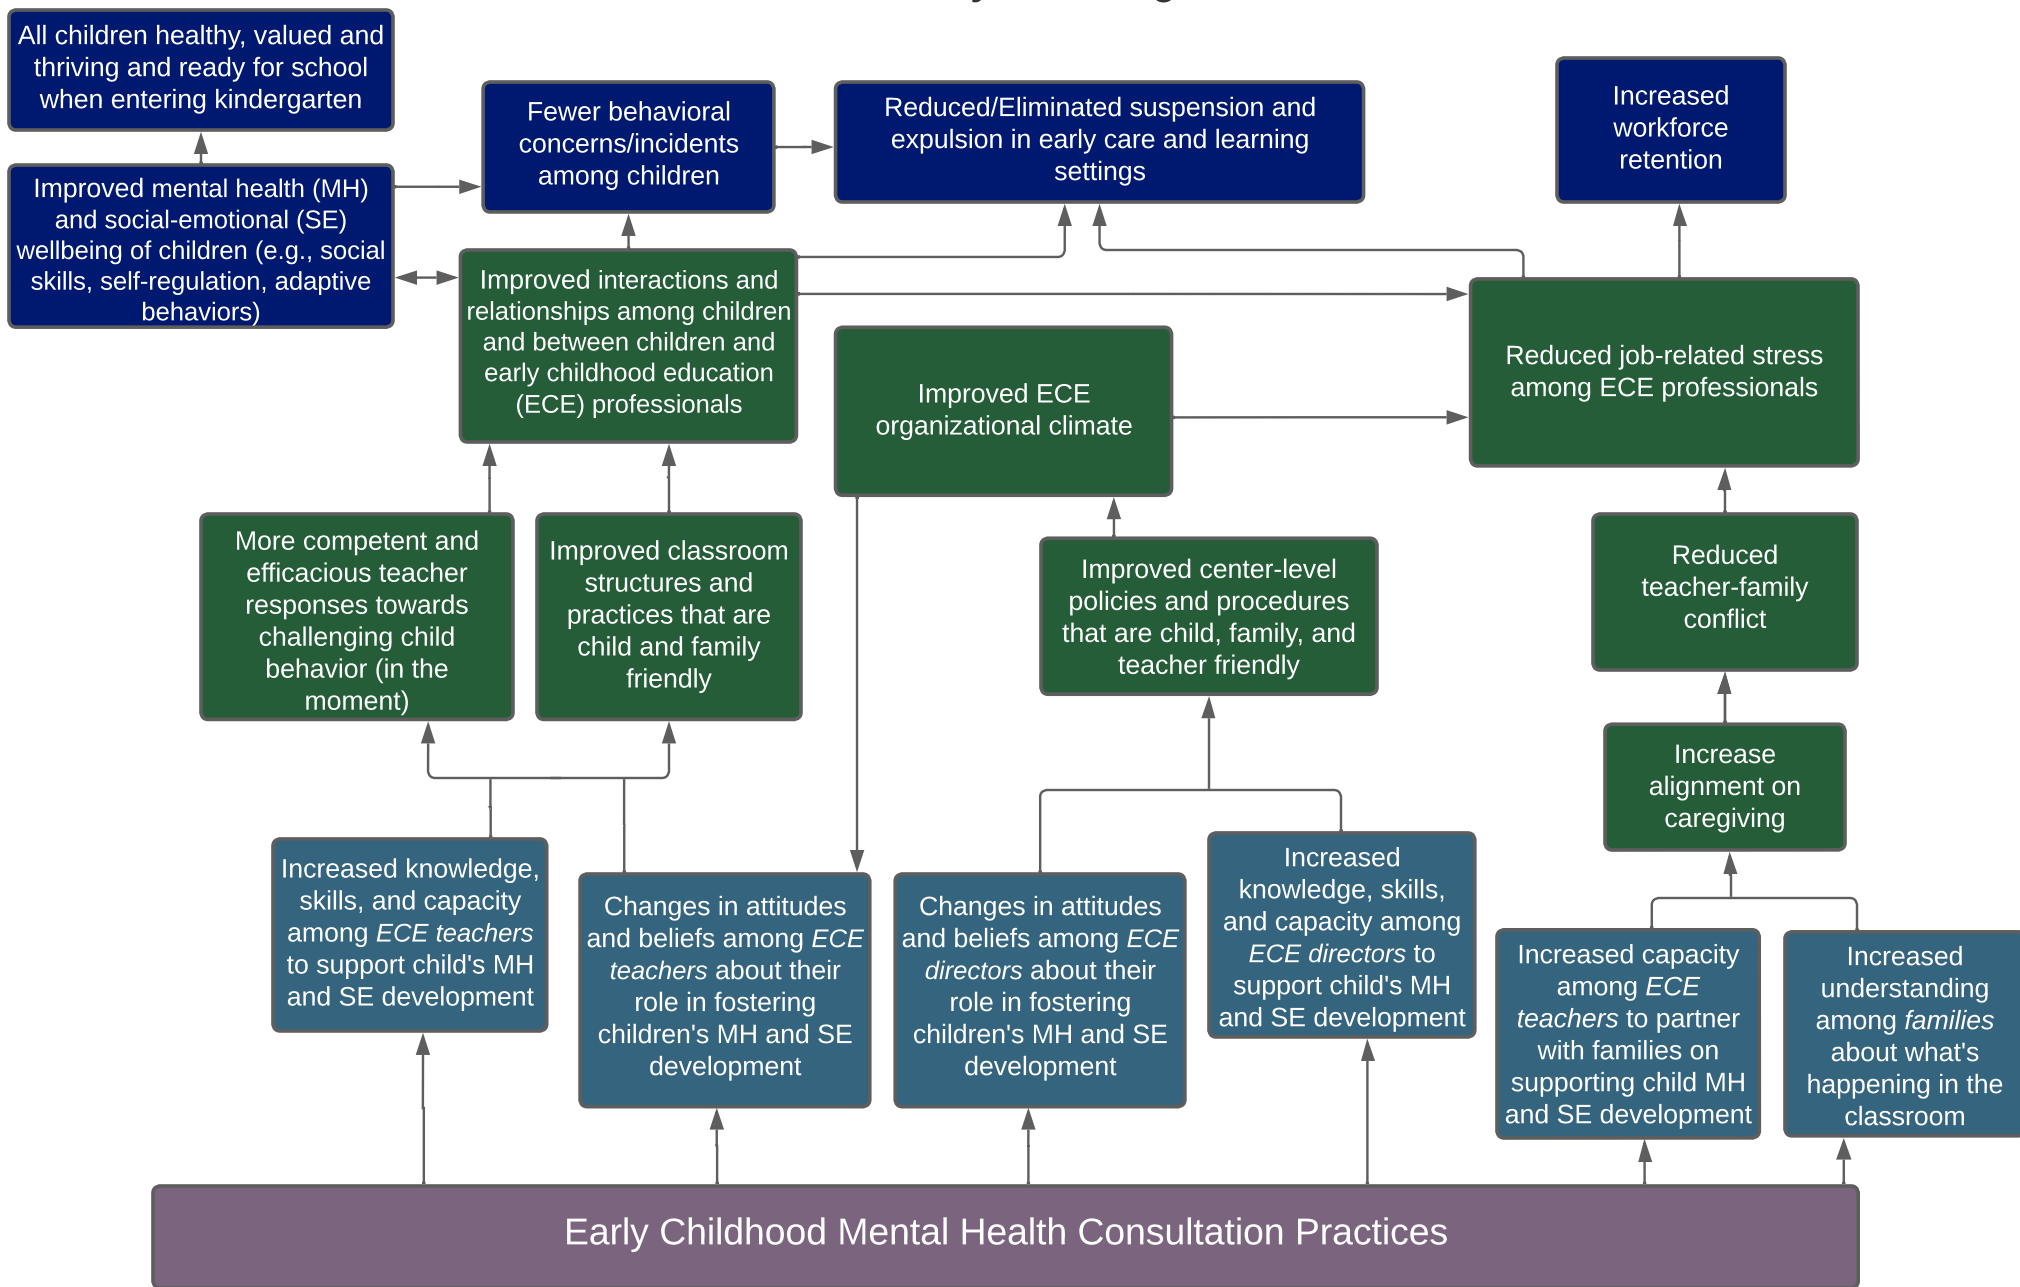 All children healthy, valued and
thriving and ready for school
when entering kindergarten
Fewer behavioral
concerns/incidents
among children
Reduced/Eliminated suspension and
expulsion in early care and learning
settings
Increased
workforce
retention
Improved mental health (MH)
and social-emotional (SE)
wellbeing of children (e.g., social
skills, self-regulation, adaptive
behaviors)
Improved interactions and
relationships among children
and between children and
early childhood education
(ECE) professionals
Improved ECE
organizational climate
Reduced job-related stress
among ECE professionals
More competent and
efficacious teacher
responses towards
challenging child
behavior (in the
moment)
Improved classroom
structures and
practices that are
child and family
friendly
Improved center-level
policies and procedures
that are child, family, and
teacher friendly
Reduced
teacher-family
conflict
Increase
alignment on
caregiving
Increased knowledge,
skills, and capacity
among ECE teachers
to support child's MH
and SE development
Changes in attitudes
and beliefs among ECE
teachers about their
role in fostering
children's MH and SE
development
Changes in attitudes
and beliefs among ECE
directors about their
role in fostering
children's MH and SE
development
Increased
knowledge, skills,
and capacity among
ECE directors to
support child's MH
and SE development
Increased capacity
among ECE
teachers to partner
with families on
supporting child MH
and SE development
Increased
understanding
among families
about what's
happening in the
classroom
Early Childhood Mental Health Consultation Practices